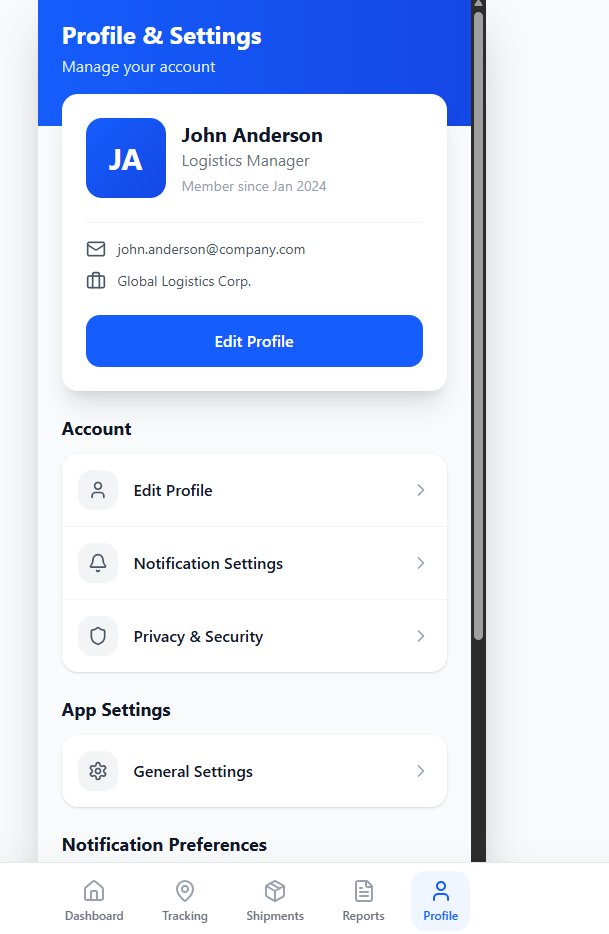 Profile & Settings
Manage your account
JA
John Anderson
Logistics Manager
Member since Jan 2024
john.anderson@company.com
Global Logistics Corp.
Edit Profile
Account
Edit Profile
Notification Settings
Privacy & Security
App Settings
General Settings
Notification Preferences
Dashboard
Tracking
Shipments
Reports
Profile